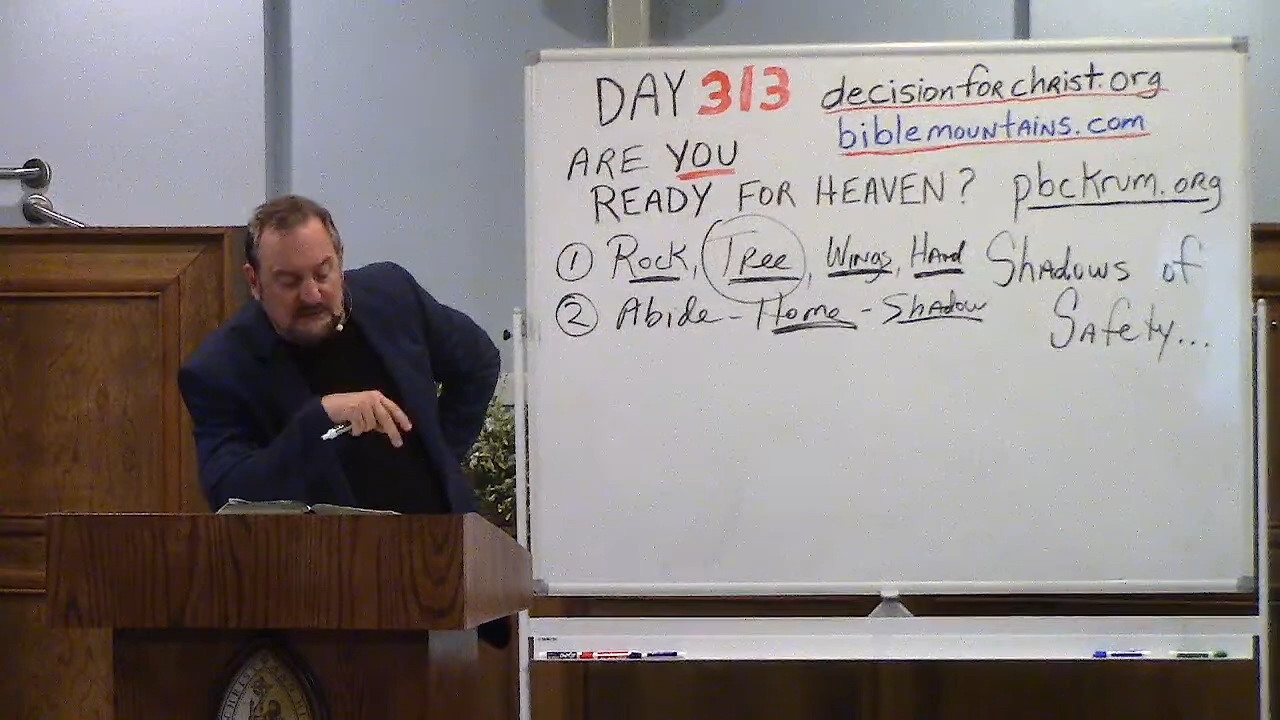 DAY 313 decisionforchrist.org
biblemountains.com
ARE YOU
READY FOR HEAVEN? pbckrum.org
① Rock, Tree, Wings, Hand Shadows of
② Abide - Home - Shadow Safety...